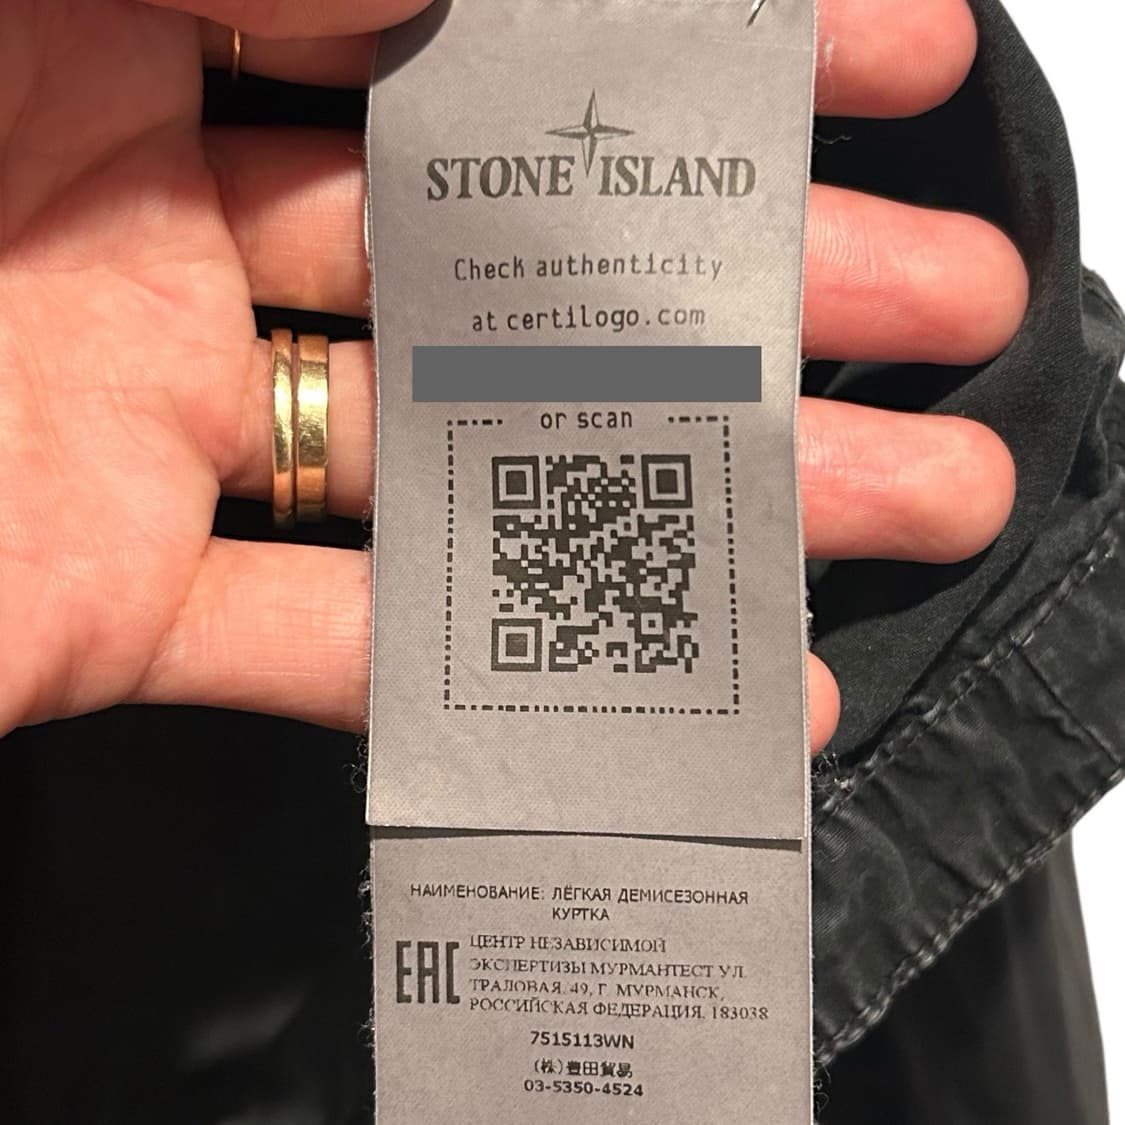 STONE ISLAND
Check authenticity
at certilogo.com
or scan
НАИМЕНОВАНИЕ: ЛЁГКАЯ ДЕМИСЕЗОННАЯ
КУРТКА
EAC
ЦЕНТР НЕЗАВИСИМОЙ
ЭКСПЕРТИЗЫ МУРМАНТЕСТ УЛ.
ТРАЛОВАЯ, 49, Г. МУРМАНСК,
РОССИЙСКАЯ ФЕДЕРАЦИЯ, 183038
7515113WN
(株)豊田貿易
03-5350-4524